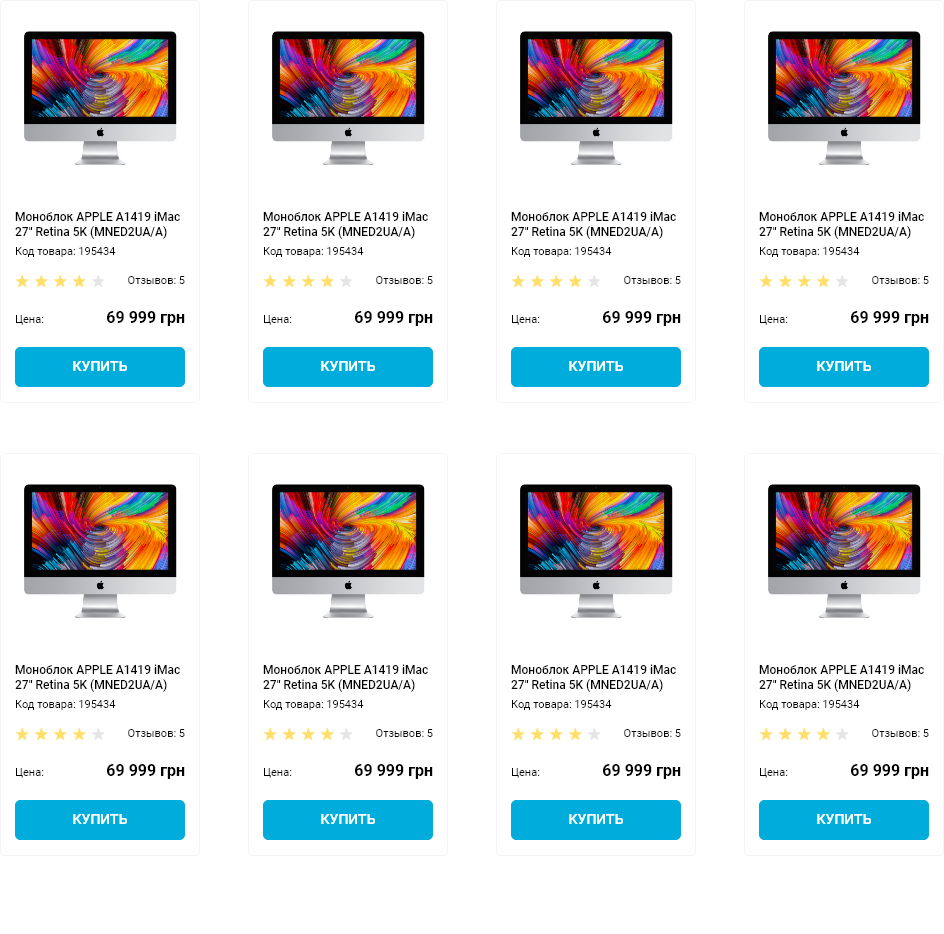 Моноблок APPLE A1419 iMac
27" Retina 5K (MNED2UA/A)
Код товара: 195434
Отзывов: 5
Цена: 69 999 грн
КУПИТЬ
Моноблок APPLE A1419 iMac
27" Retina 5K (MNED2UA/A)
Код товара: 195434
Отзывов: 5
Цена: 69 999 грн
КУПИТЬ
Моноблок APPLE A1419 iMac
27" Retina 5K (MNED2UA/A)
Код товара: 195434
Отзывов: 5
Цена: 69 999 грн
КУПИТЬ
Моноблок APPLE A1419 iMac
27" Retina 5K (MNED2UA/A)
Код товара: 195434
Отзывов: 5
Цена: 69 999 грн
КУПИТЬ
Моноблок APPLE A1419 iMac
27" Retina 5K (MNED2UA/A)
Код товара: 195434
Отзывов: 5
Цена: 69 999 грн
КУПИТЬ
Моноблок APPLE A1419 iMac
27" Retina 5K (MNED2UA/A)
Код товара: 195434
Отзывов: 5
Цена: 69 999 грн
КУПИТЬ
Моноблок APPLE A1419 iMac
27" Retina 5K (MNED2UA/A)
Код товара: 195434
Отзывов: 5
Цена: 69 999 грн
КУПИТЬ
Моноблок APPLE A1419 iMac
27" Retina 5K (MNED2UA/A)
Код товара: 195434
Отзывов: 5
Цена: 69 999 грн
КУПИТЬ